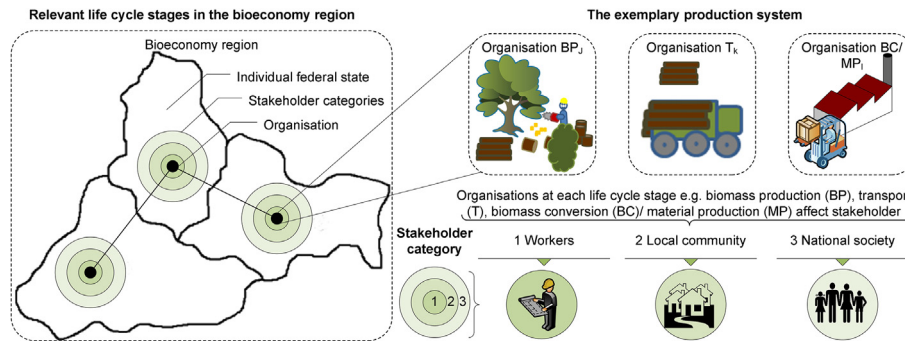 Relevant life cycle stages in the bioeconomy region
Bioeconomy region
Individual federal state
Stakeholder categories
Organisation
The exemplary production system
Organisation BPJ
Organisation Tk
Organisation BC/
MPl
Organisations at each life cycle stage e.g. biomass production (BP), transport
(T), biomass conversion (BC)/ material production (MP) affect stakeholder
Stakeholder
category
1 Workers
2 Local community
3 National society
1 2 3